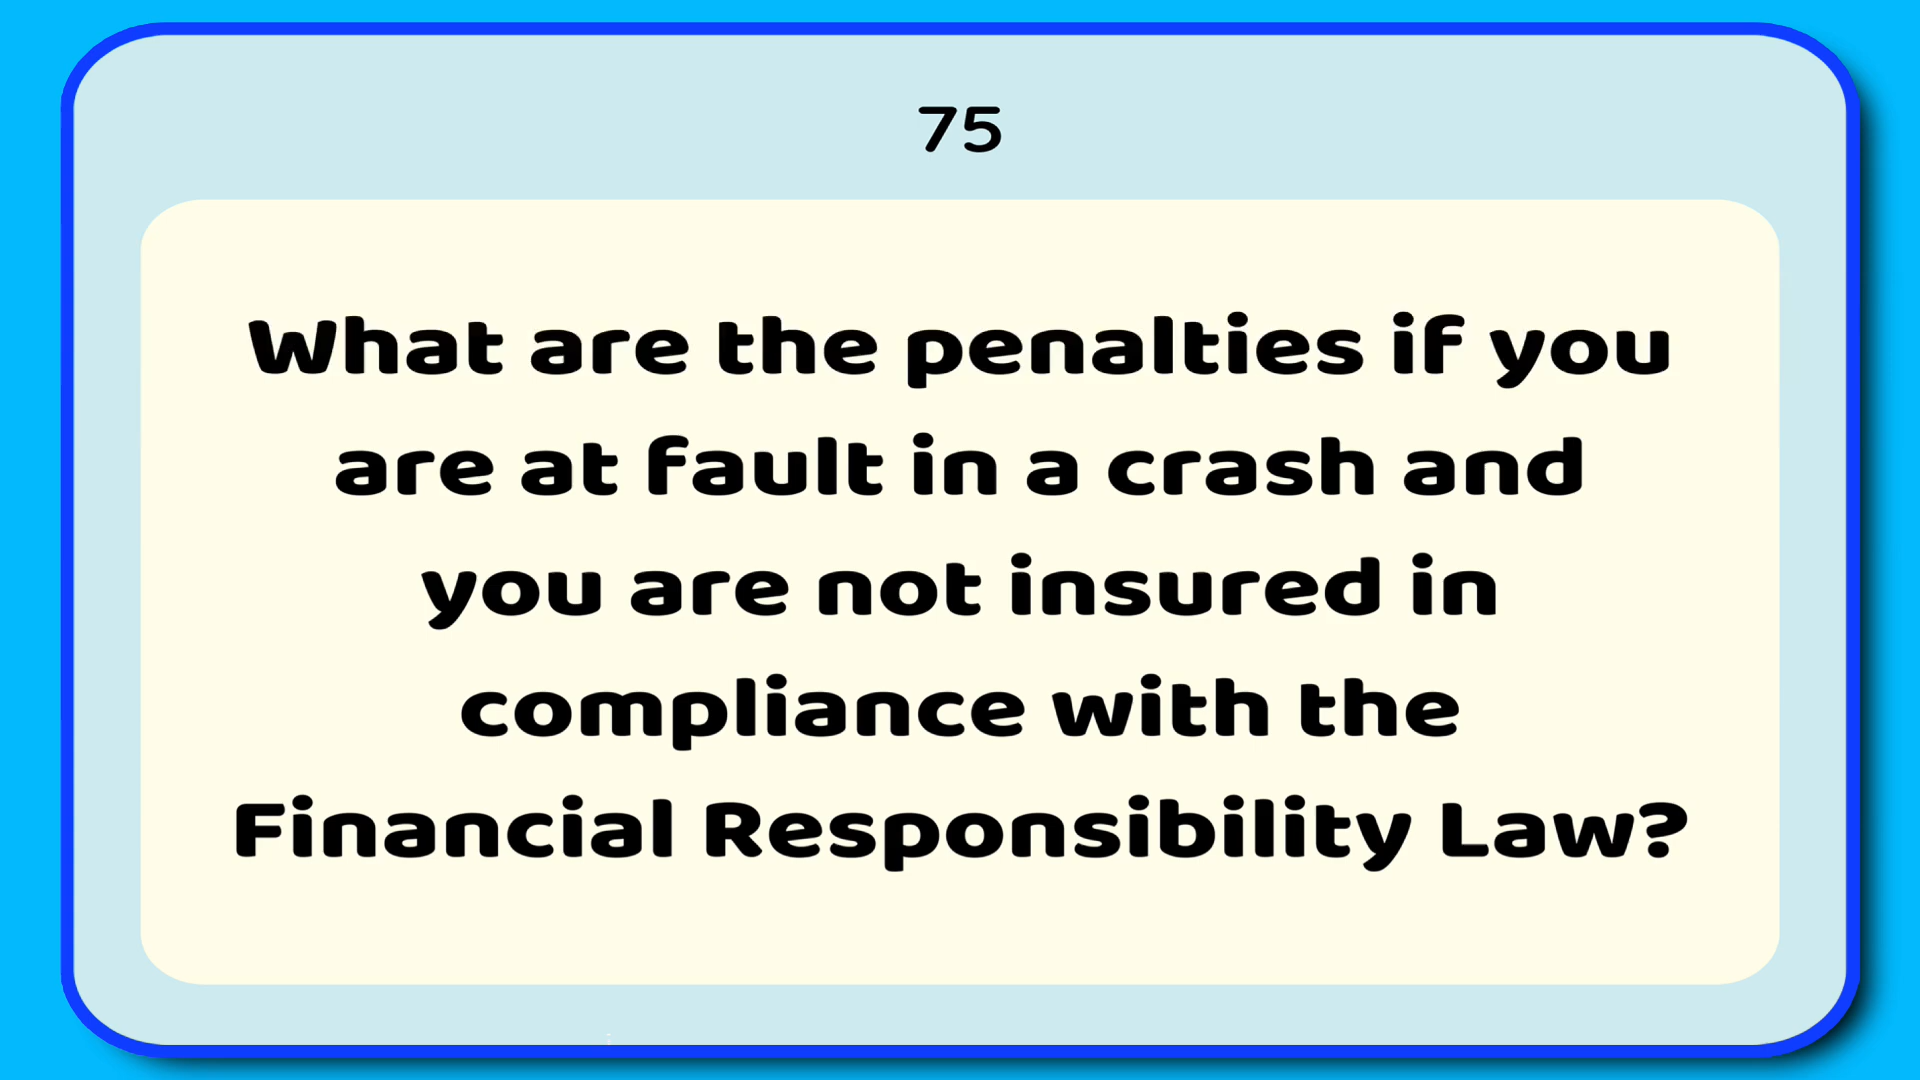 75
What are the penalties if you
are at fault in a crash and
you are not insured in
compliance with the
Financial Responsibility Law?